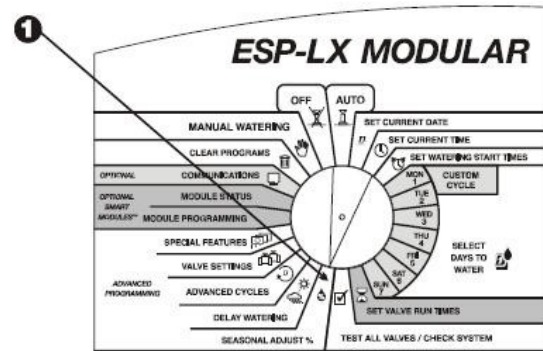 1
ESP-LX MODULAR
OFF
AUTO
SET CURRENT DATE
SET CURRENT TIME
SET WATERING START TIMES
MANUAL WATERING
CLEAR PROGRAMS
OPTIONAL
COMMUNICATIONS
OPTIONAL
SMART
MODULES™
MODULE STATUS
MODULE PROGRAMMING
SPECIAL FEATURES
VALVE SETTINGS
ADVANCED
PROGRAMMING
ADVANCED CYCLES
DELAY WATERING
SEASONAL ADJUST %
MON
1
TUE
2
WED
3
THU
4
FRI
5
SAT
6
SUN
7
CUSTOM
CYCLE
SELECT
DAYS TO
WATER
SET VALVE RUN TIMES
TEST ALL VALVES / CHECK SYSTEM